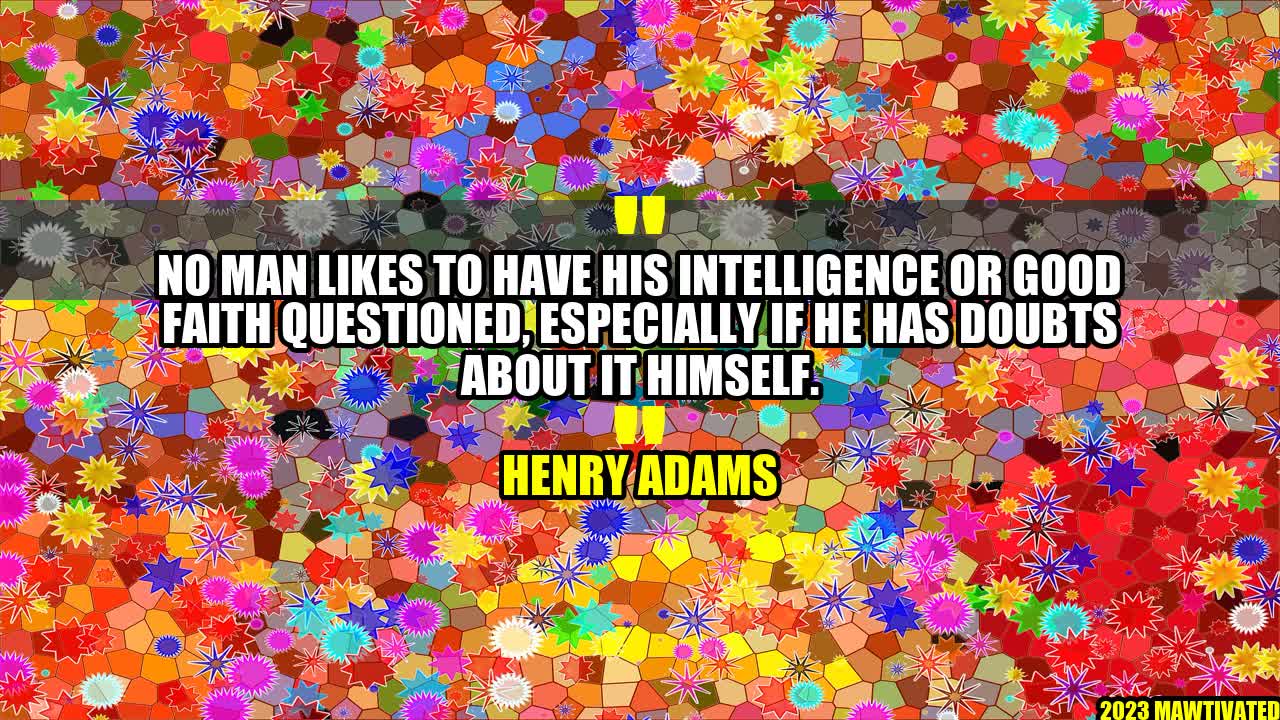 "
NO MAN LIKES TO HAVE HIS INTELLIGENCE OR GOOD
FAITH QUESTIONED, ESPECIALLY IF HE HAS DOUBTS
ABOUT IT HIMSELF.
"
HENRY ADAMS
2023 MAWTIVATED